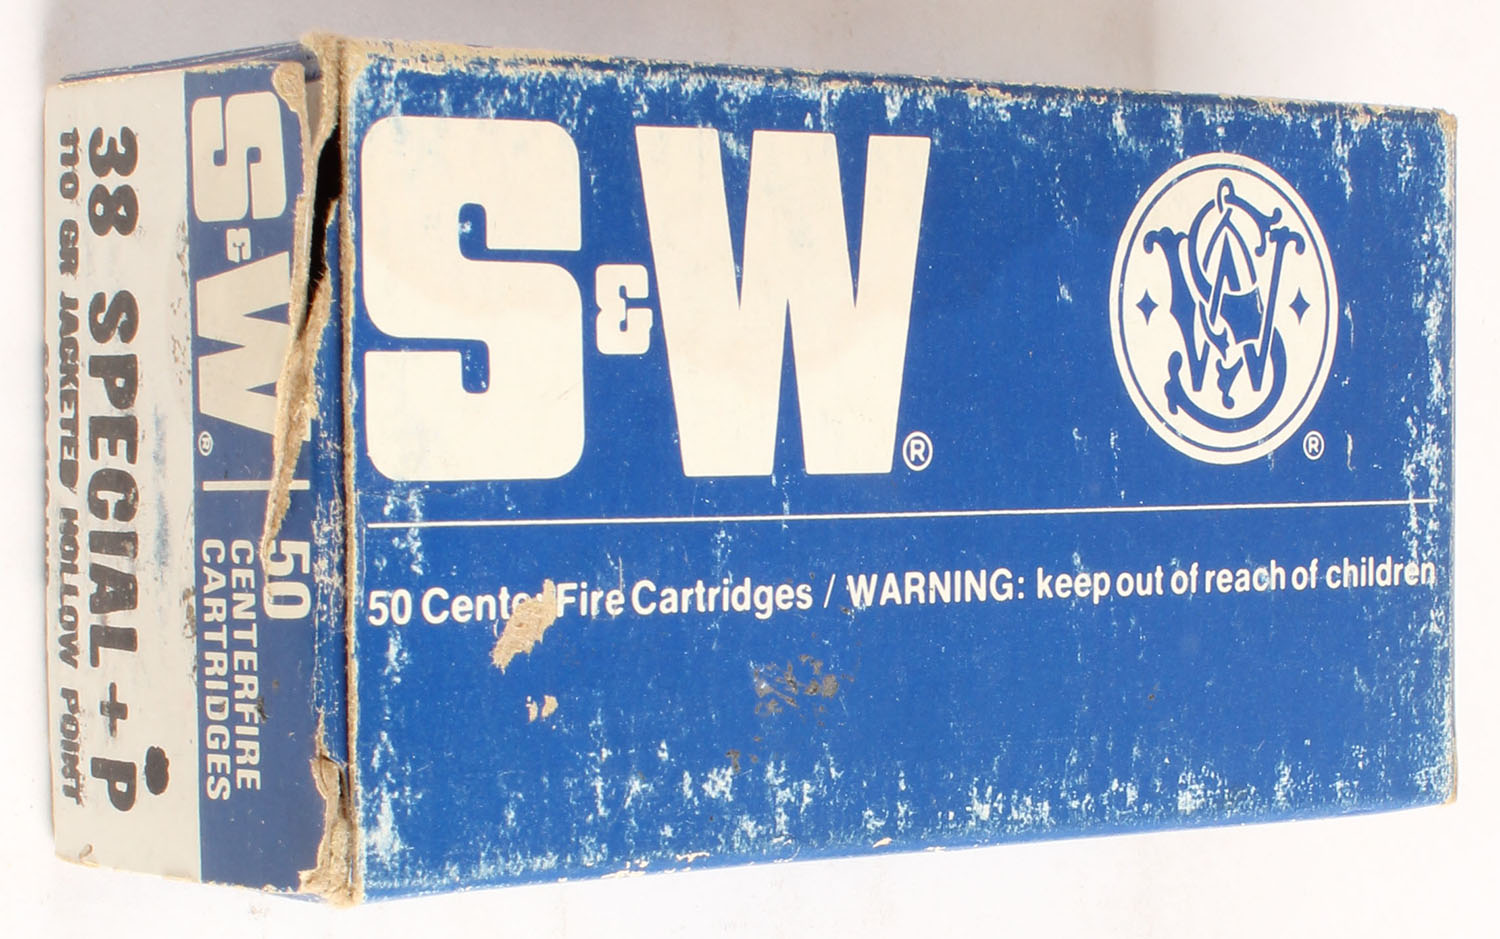 S&W®
®
50 Center Fire Cartridges / WARNING: keep out of reach of children
S&W® | 50
CENTERFIRE
CARTRIDGES
38 SPECIAL + P
110 GR JACKETED HOLLOW POINT